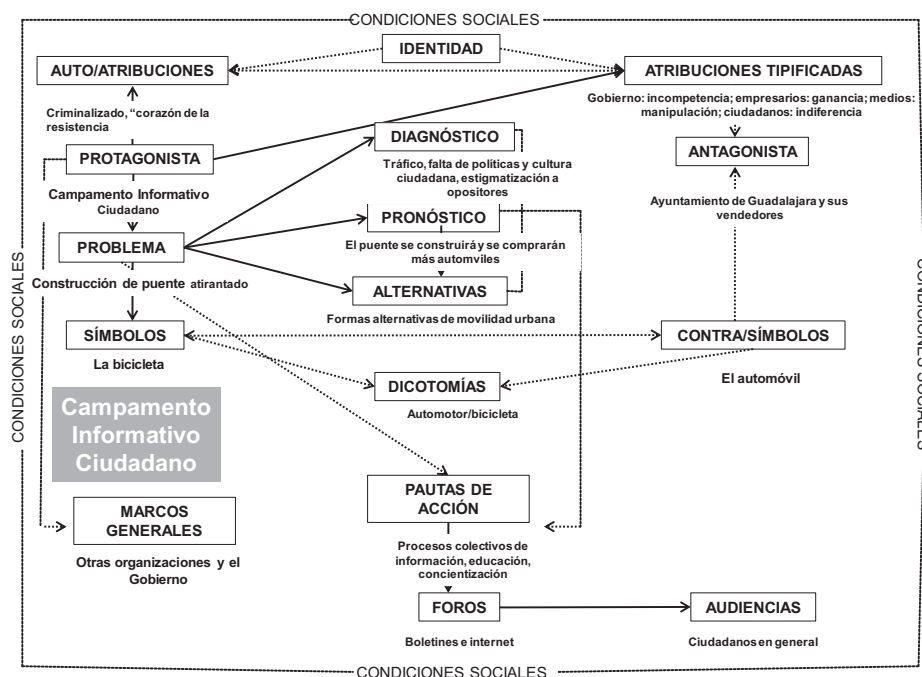 CONDICIONES SOCIALES
IDENTIDAD
AUTO/ATRIBUCIONES
ATRIBUCIONES TIPIFICADAS
Criminalizado, “corazón de la
resistencia
Gobierno: incompetencia; empresarios: ganancia; medios:
manipulación; ciudadanos: indiferencia
DIAGNÓSTICO
PROTAGONISTA
ANTAGONISTA
Tráfico, falta de políticas y cultura
ciudadana, estigmatización a
opositores
Campamento Informativo
Ciudadano
Ayuntamiento de Guadalajara y sus
vendedores
PRONÓSTICO
PROBLEMA
El puente se construirá y se comprarán
más automviles
Construcción de puente atirantado
ALTERNATIVAS
Formas alternativas de movilidad urbana
SÍMBOLOS
CONTRA/SÍMBOLOS
La bicicleta
DICOTOMÍAS
El automóvil
Automotor/bicicleta
Campamento
Informativo
Ciudadano
PAUTAS DE
ACCIÓN
MARCOS
GENERALES
Procesos colectivos de
información, educación,
concientización
Otras organizaciones y el
Gobierno
FOROS
AUDIENCIAS
Boletines e internet
Ciudadanos en general
CONDICIONES SOCIALES
CONDICIONES SOCIALES
CONDICIONES SOCIALES